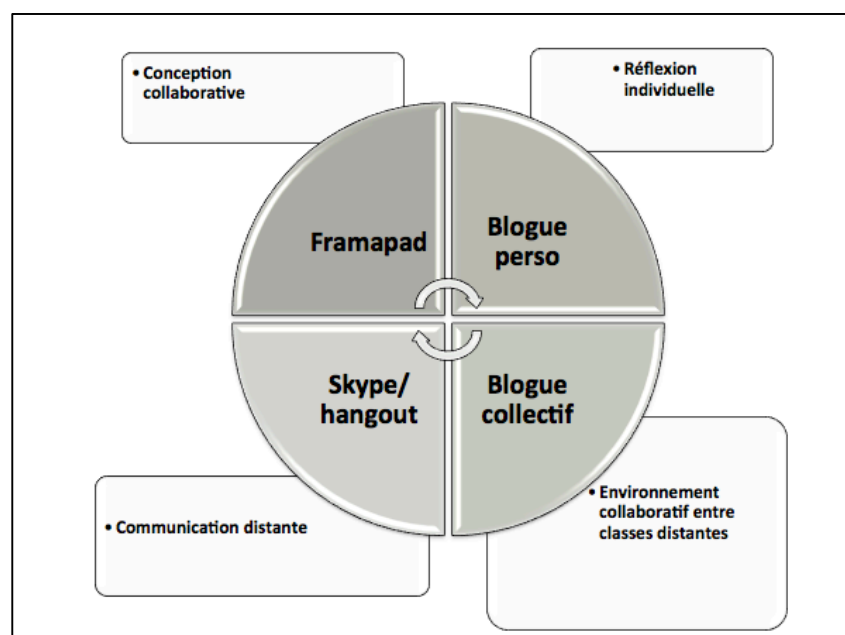 • Conception
collaborative
• Réflexion
individuelle
Framapad
Blogue
perso
Skype/
hangout
Blogue
collectif
• Communication distante
• Environnement
collaboratif entre
classes distantes